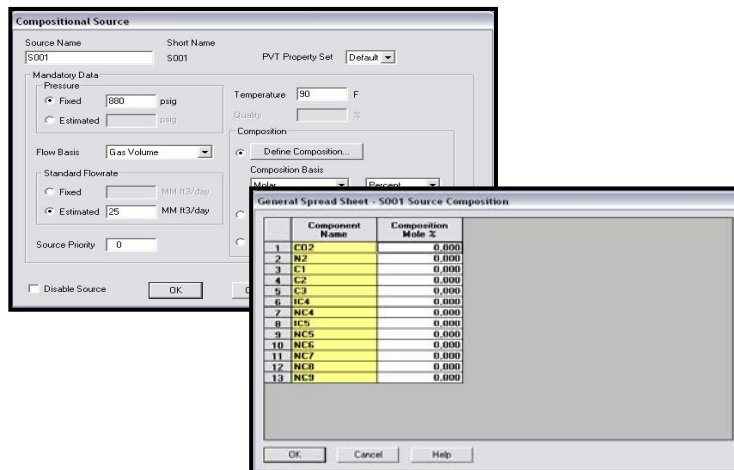 Compositional Source
Source Name Short Name
S001 S001 PVT Property Set Default
Mandatory Data
Pressure
Fixed 880 psig
Estimated psig
Temperature 90 F
Quality %
Composition
Define Composition...
Composition Basis
Molar Percent
Flow Basis Gas Volume
Standard Flowrate
Fixed MM ft3/day
Estimated 25 MM ft3/day
Source Priority 0
Disable Source OK
General Spread Sheet - S001 Source Composition
Component Name Composition Mole %
1 CO2 0,000
2 N2 0,000
3 C1 0,000
4 C2 0,000
5 C3 0,000
6 IC4 0,000
7 NC4 0,000
8 IC5 0,000
9 NC5 0,000
10 NC6 0,000
11 NC7 0,000
12 NC8 0,000
13 NC9 0,000
OK Cancel Help